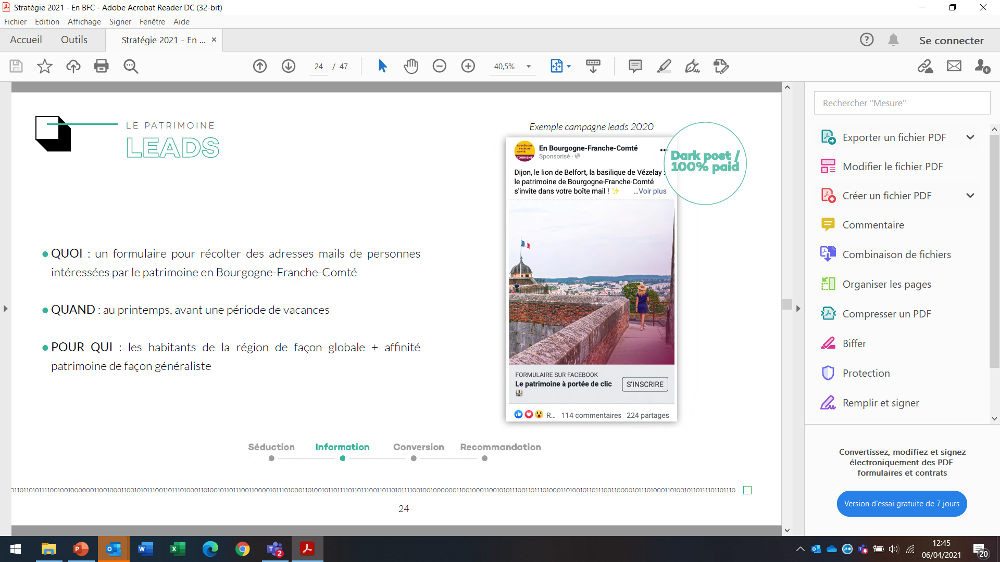 Stratégie 2021 - En BFC - Adobe Acrobat Reader DC (32-bit)
Fichier Edition Affichage Signer Fenêtre Aide
Accueil Outils Stratégie 2021 - En ... × Se connecter
24 / 47 40,5%
LE PATRIMOINE
LEADS
Exemple campagne leads 2020
BOURGOGNE
FRANCHE
COMTÉ
TOURISME
En Bourgogne-Franche-Comté
Sponsorisé ·
Dark post /
100% paid
Dijon, le lion de Belfort, la basilique de Vézelay :
le patrimoine de Bourgogne-Franche-Comté
s'invite dans votre boîte mail ! ✨ ...Voir plus
QUOI : un formulaire pour récolter des adresses mails de personnes
intéressées par le patrimoine en Bourgogne-Franche-Comté
QUAND : au printemps, avant une période de vacances
POUR QUI : les habitants de la région de façon globale + affinité
patrimoine de façon généraliste
FORMULAIRE SUR FACEBOOK
Le patrimoine à portée de clic
S'INSCRIRE
R... 114 commentaires 224 partages
Séduction Information Conversion Recommandation
24
Rechercher "Mesure"
Exporter un fichier PDF
Modifier le fichier PDF
Créer un fichier PDF
Commentaire
Combinaison de fichiers
Organiser les pages
Compresser un PDF
Biffer
Protection
Remplir et signer
Convertissez, modifiez et signez
électroniquement des PDF
formulaires et contrats
Version d'essai gratuite de 7 jours
2
12:45
06/04/2021
20